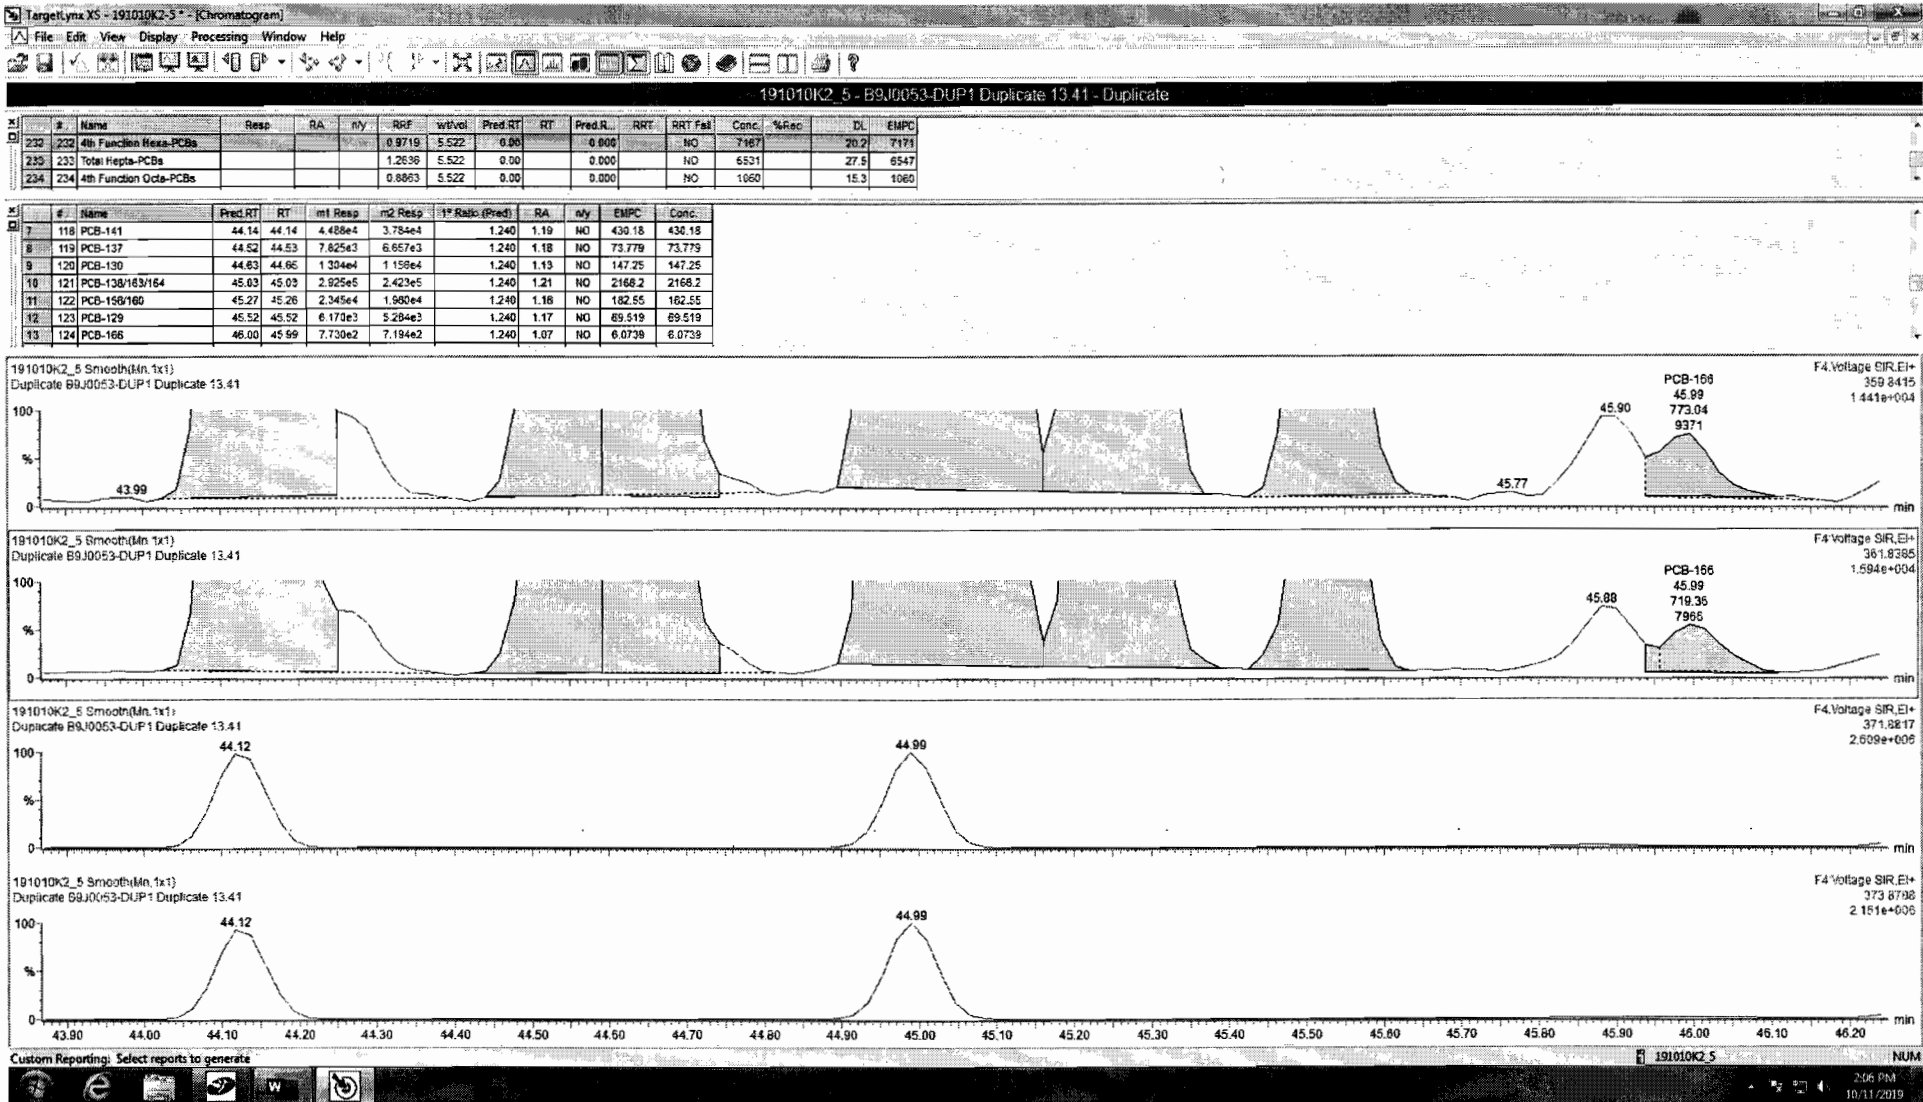 TargetLynx XS - 191010K2-5 * - [Chromatogram]
File Edit View Display Processing Window Help
191010K2_5 - B9J0053-DUP1 Duplicate 13.41 - Duplicate
# Name Resp RA n/y RRF wt/vol Pred.RT RT Pred.R... RRT RRT Fail Conc. %Rec DL EMPC
232 232 4th Function Hexa-PCBs 0.9719 5.522 0.00 0.000 NO 7167 20.2 7171
233 233 Total Hepta-PCBs 1.2636 5.522 0.00 0.000 NO 6531 27.5 6547
234 234 4th Function Octa-PCBs 0.8863 5.522 0.00 0.000 NO 1060 15.3 1060
# Name Pred.RT RT m1 Resp m2 Resp 1° Ratio (Pred) RA n/y EMPC Conc.
7 118 PCB-141 44.14 44.14 4.488e4 3.784e4 1.240 1.19 NO 430.18 430.18
8 119 PCB-137 44.52 44.53 7.825e3 6.657e3 1.240 1.18 NO 73.779 73.779
9 120 PCB-130 44.63 44.65 1.304e4 1.156e4 1.240 1.13 NO 147.25 147.25
10 121 PCB-138/163/164 45.03 45.03 2.925e5 2.423e5 1.240 1.21 NO 2168.2 2168.2
11 122 PCB-158/160 45.27 45.26 2.345e4 1.980e4 1.240 1.18 NO 182.55 182.55
12 123 PCB-129 45.52 45.52 6.170e3 5.284e3 1.240 1.17 NO 69.519 69.519
13 124 PCB-166 46.00 45.99 7.730e2 7.194e2 1.240 1.07 NO 6.0739 6.0739
191010K2_5 Smooth(Mn,1x1)
Duplicate B9J0053-DUP1 Duplicate 13.41
F4:Voltage SIR,EI+
359.8415
1.441e+004
PCB-166
45.99
773.04
9371
100
%
0
43.99
45.77
45.90
min
191010K2_5 Smooth(Mn,1x1)
Duplicate B9J0053-DUP1 Duplicate 13.41
F4:Voltage SIR,EI+
361.8385
1.594e+004
PCB-166
45.99
719.36
7966
100
%
0
45.88
min
191010K2_5 Smooth(Mn,1x1)
Duplicate B9J0053-DUP1 Duplicate 13.41
F4:Voltage SIR,EI+
371.8817
2.609e+006
100
%
0
44.12
44.99
min
191010K2_5 Smooth(Mn,1x1)
Duplicate B9J0053-DUP1 Duplicate 13.41
F4:Voltage SIR,EI+
373.8788
2.151e+006
100
%
0
44.12
44.99
min
43.90 44.00 44.10 44.20 44.30 44.40 44.50 44.60 44.70 44.80 44.90 45.00 45.10 45.20 45.30 45.40 45.50 45.60 45.70 45.80 45.90 46.00 46.10 46.20
Custom Reporting: Select reports to generate
191010K2_5 NUM
2:06 PM
10/11/2019